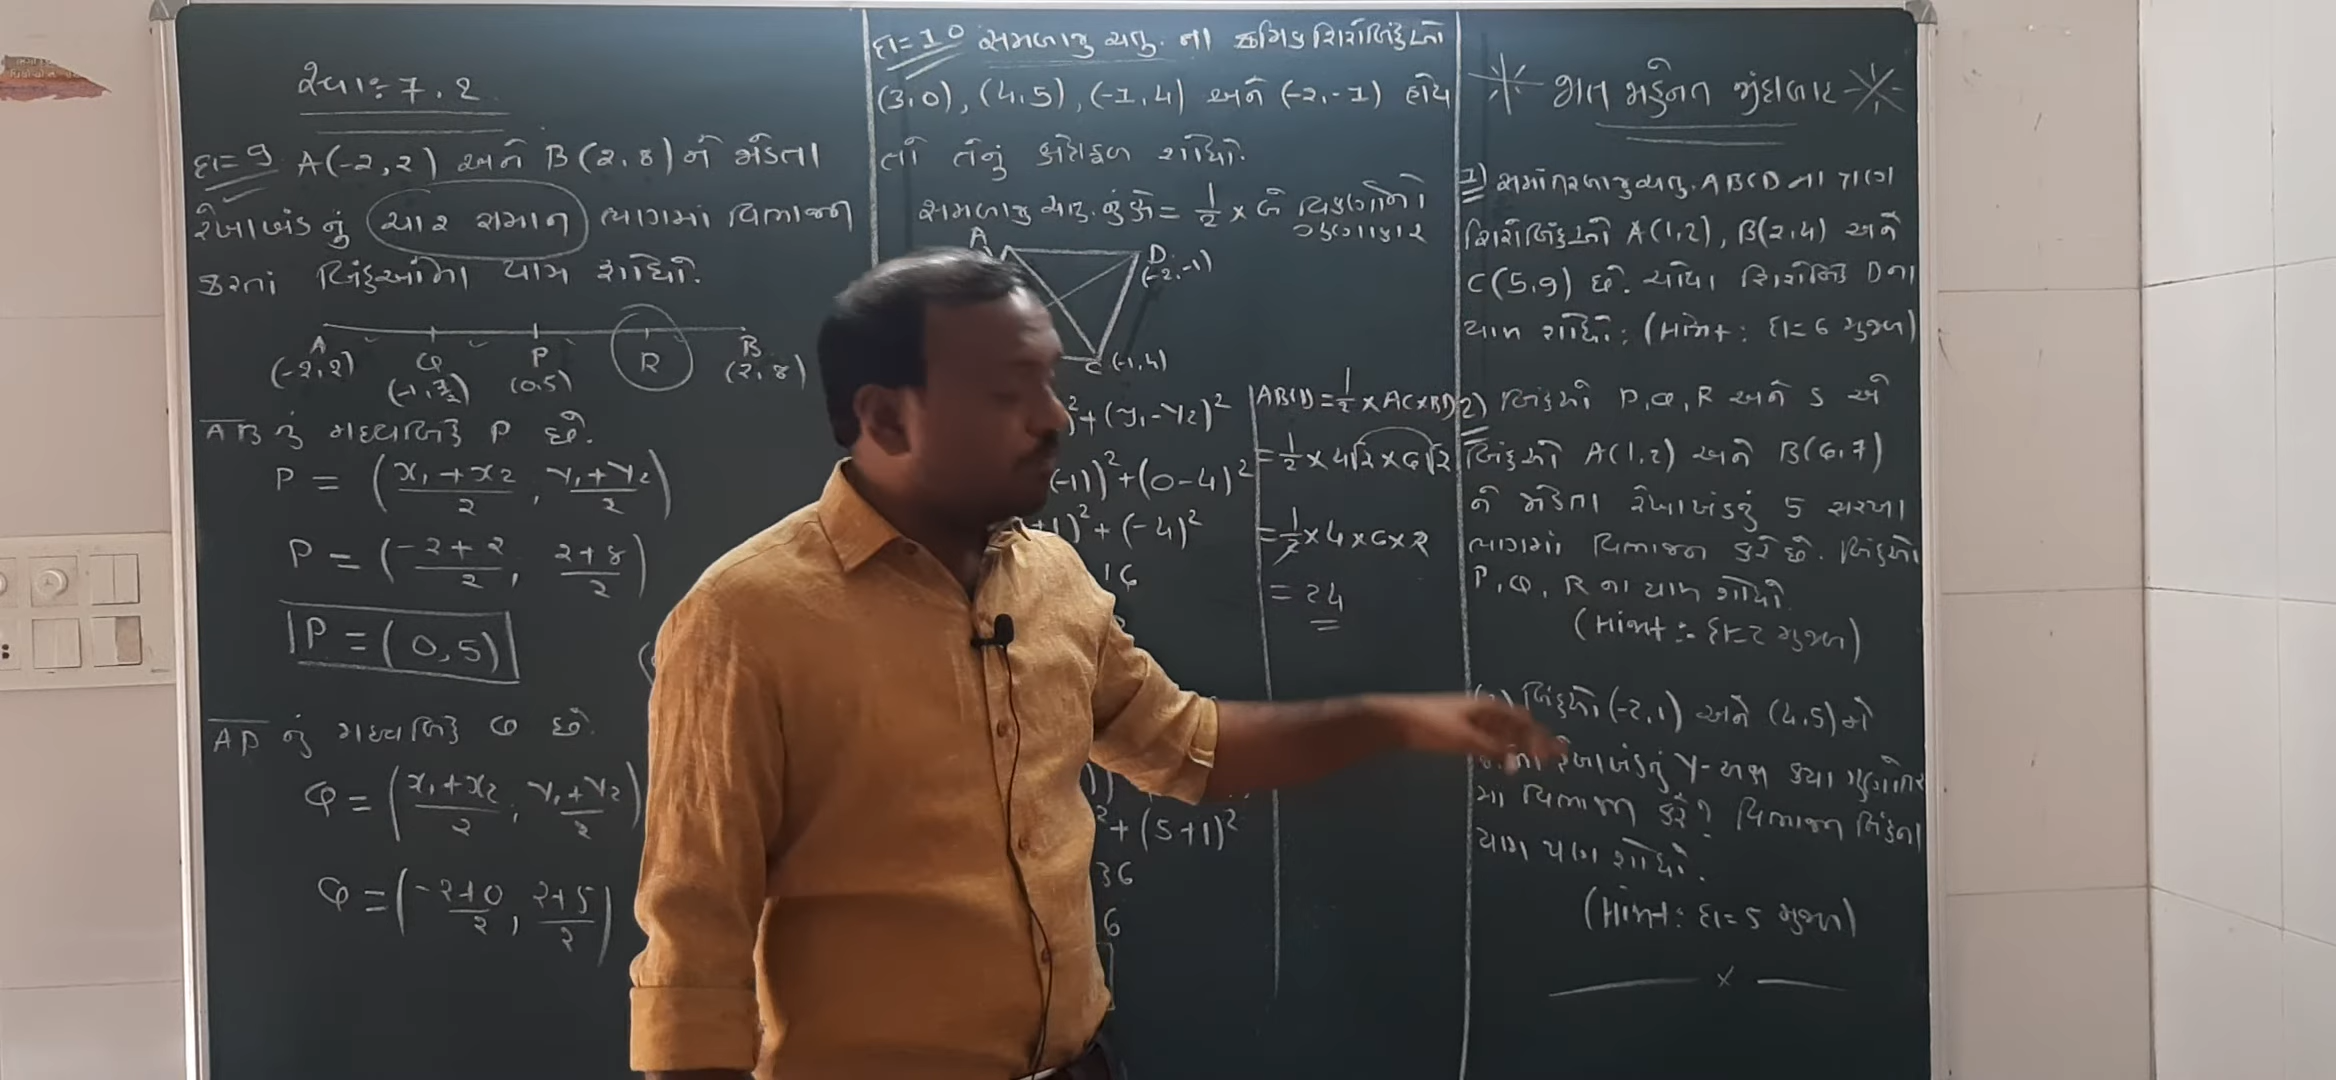 સ્વા: 7.2
દા=9 A(-2,2) અને B(2,8) ને જોડતા
રેખાખંડનું ચાર સમાન ભાગમાં વિભાજન
કરતાં બિંદુઓના યામ શોધો.
A Q P R B
(-2,2) (0,5) (2,8)
AB નું મધ્યબિંદુ P છે.
P = (x₁+x₂/2, y₁+y₂/2)
P = (-2+2/2, 2+8/2)
P = (0,5)
AP નું મધ્યબિંદુ Q છે.
Q = (x₁+x₂/2, y₁+y₂/2)
Q = (-2+0/2, 2+5/2)
દા=10 સમબાજુ ચતુ. ના ક્રમિક શિરોબિંદુઓ
(3,0), (4,5), (-1,4) અને (-2,-1) હોય
તો તેનું ક્ષેત્રફળ શોધો.
સમબાજુ ચતુ. નું ક્ષે = 1/2 × બે વિકર્ણોનો
ગુણાકાર
A D (-2,-1)
C (-1,4)
² + (y₁-y₂)²
(-1))² + (0-4)²
+1)² + (-4)²
16
² + (5+1)²
36
6
ABCD = 1/2 × AC × BD
= 1/2 × 4√2 × 6√2
= 1/2 × 4 × 6 × 2
= 24
જાત મહેનત જીંદાબાદ
1) સમાંતરબાજુ ચતુ. ABCD ના ત્રણ
શિરોબિંદુઓ A(1,2), B(2,4) અને
C(5,9) છે. ચોથા શિરોબિંદુ D ના
યામ શોધો. (Hint: દા=6 મુજબ)
2) બિંદુઓ P, Q, R અને S એ
બિંદુઓ A(1,2) અને B(6,7)
ને જોડતા રેખાખંડનું 5 સરખા
ભાગમાં વિભાજન કરે છે. બિંદુઓ
P, Q, R ના યામ શોધો.
(Hint: દા=2 મુજબ)
બિંદુઓ (-2,1) અને (4,5) ને
રેખાખંડનું Y-અક્ષ કયા ગુણોત્તર
માં વિભાજન કરે? વિભાજન બિંદુના
યામ પણ શોધો.
(Hint: દા=5 મુજબ)